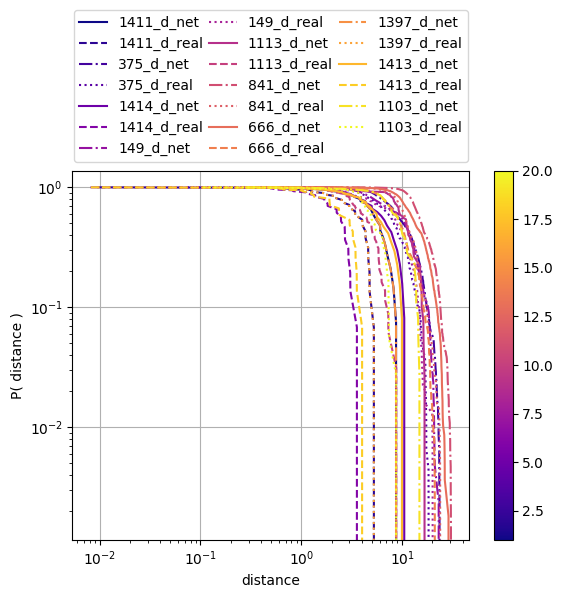 1411_d_net 149_d_real 1397_d_net
1411_d_real 1113_d_net 1397_d_real
375_d_net 1113_d_real 1413_d_net
375_d_real 841_d_net 1413_d_real
1414_d_net 841_d_real 1103_d_net
1414_d_real 666_d_net 1103_d_real
149_d_net 666_d_real
10⁰
10⁻¹
10⁻²
P( distance )
10⁻² 10⁻¹ 10⁰ 10¹
distance
20.0
17.5
15.0
12.5
10.0
7.5
5.0
2.5